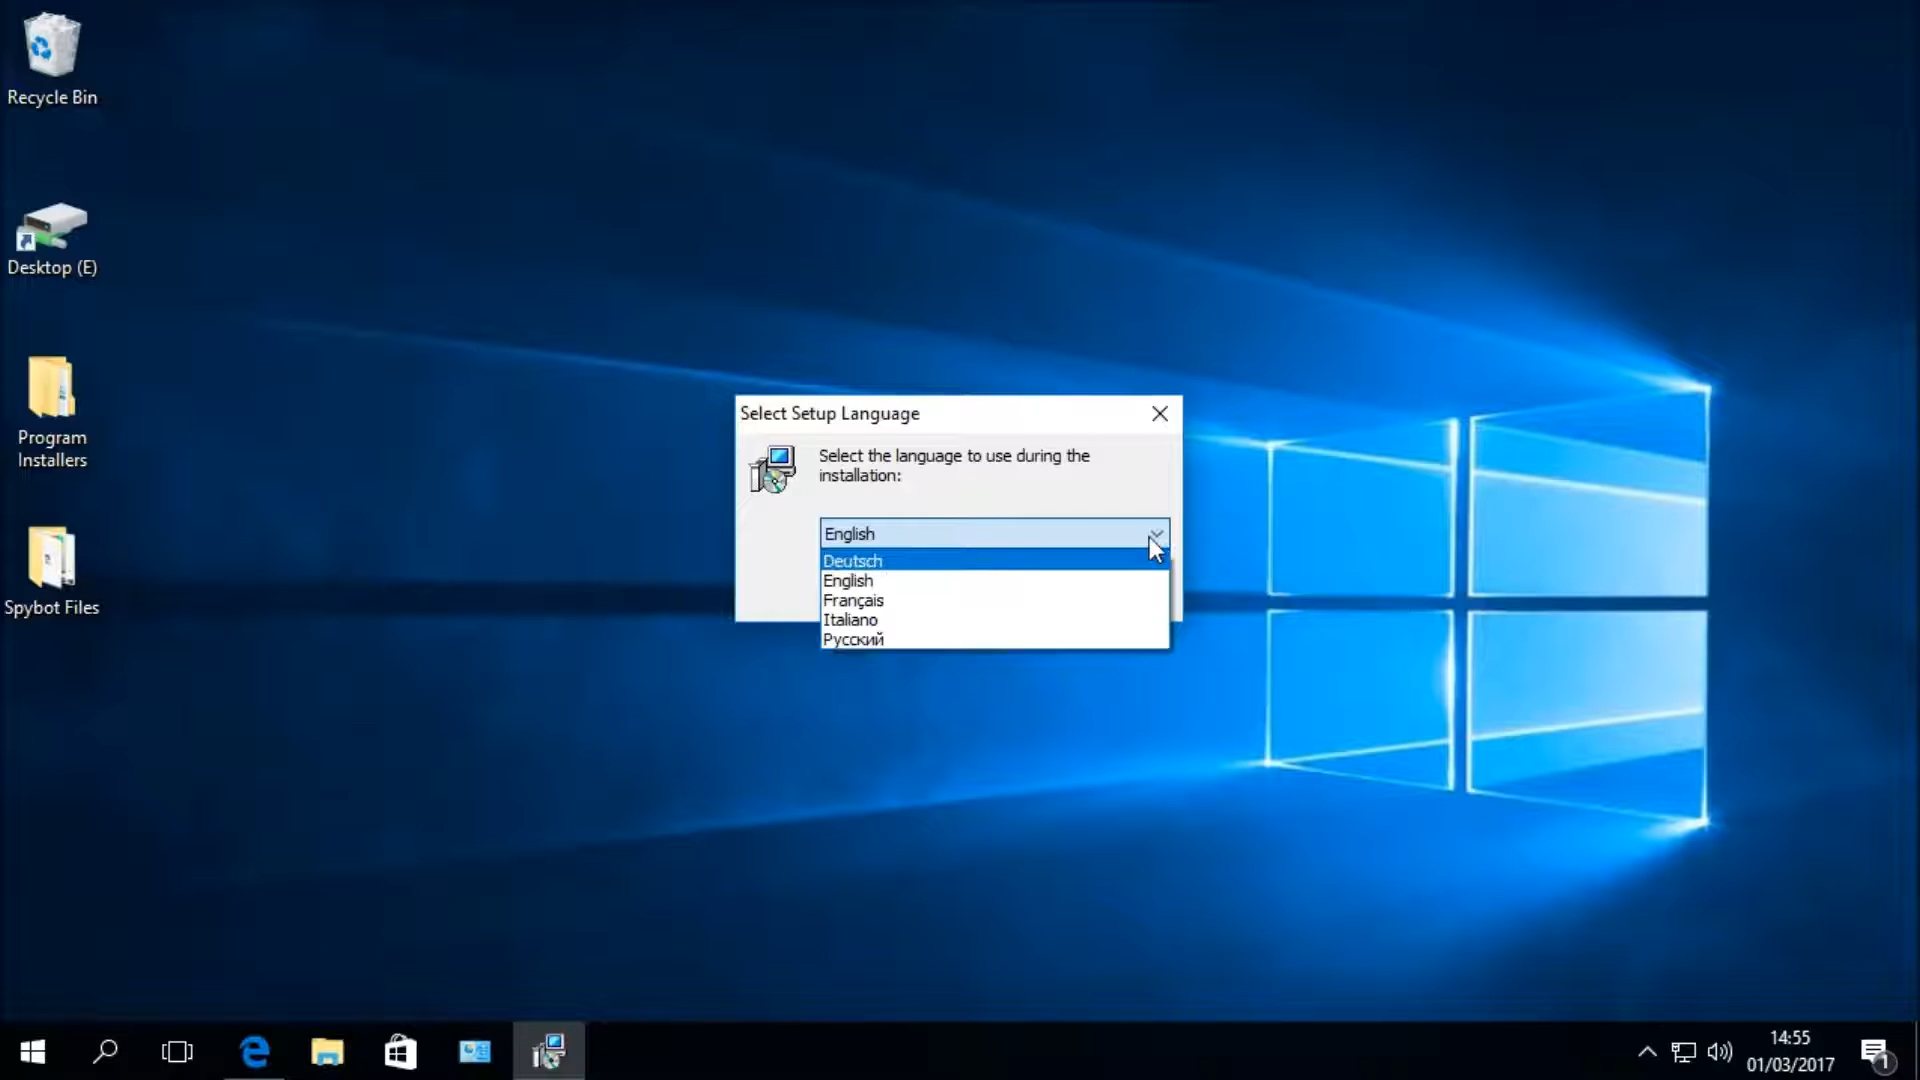 Recycle Bin
Desktop (E)
Program
Installers
Spybot Files
Select Setup Language
Select the language to use during the
installation:
English
Deutsch
English
Français
Italiano
Русский
14:55
01/03/2017
1